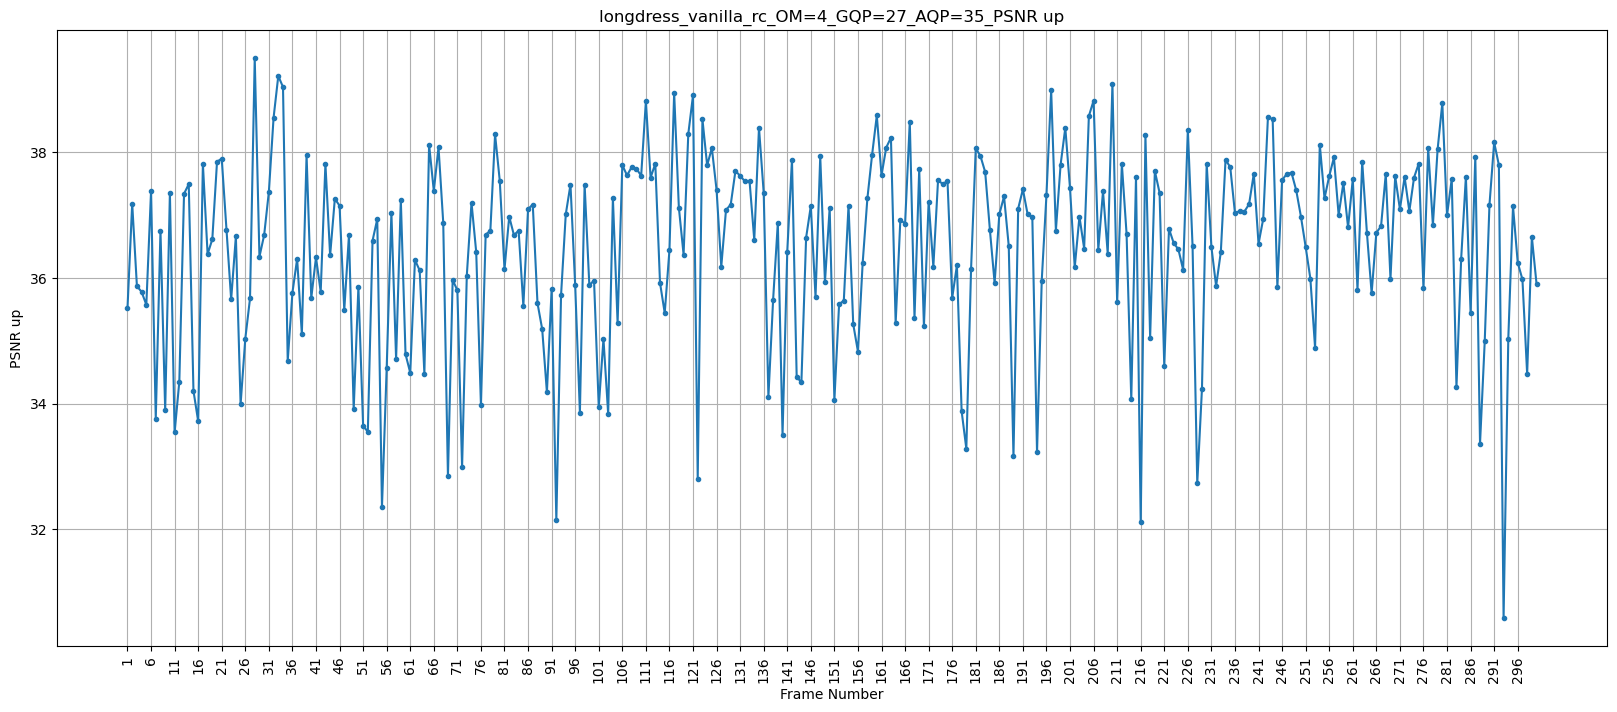 longdress_vanilla_rc_OM=4_GQP=27_AQP=35_PSNR up
PSNR up
38
36
34
32
1 6 11 16 21 26 31 36 41 46 51 56 61 66 71 76 81 86 91 96 101 106 111 116 121 126 131 136 141 146 151 156 161 166 171 176 181 186 191 196 201 206 211 216 221 226 231 236 241 246 251 256 261 266 271 276 281 286 291 296
Frame Number